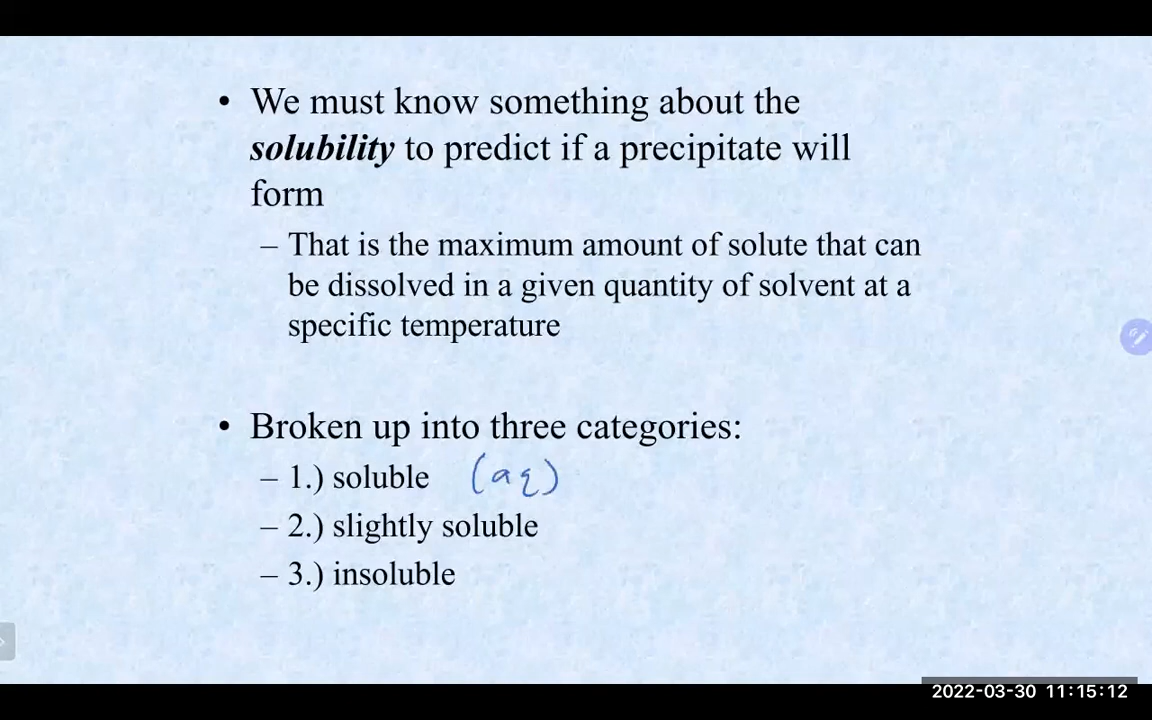 • We must know something about the
solubility to predict if a precipitate will
form
– That is the maximum amount of solute that can
be dissolved in a given quantity of solvent at a
specific temperature
• Broken up into three categories:
– 1.) soluble (aq)
– 2.) slightly soluble
– 3.) insoluble
2022-03-30 11:15:12